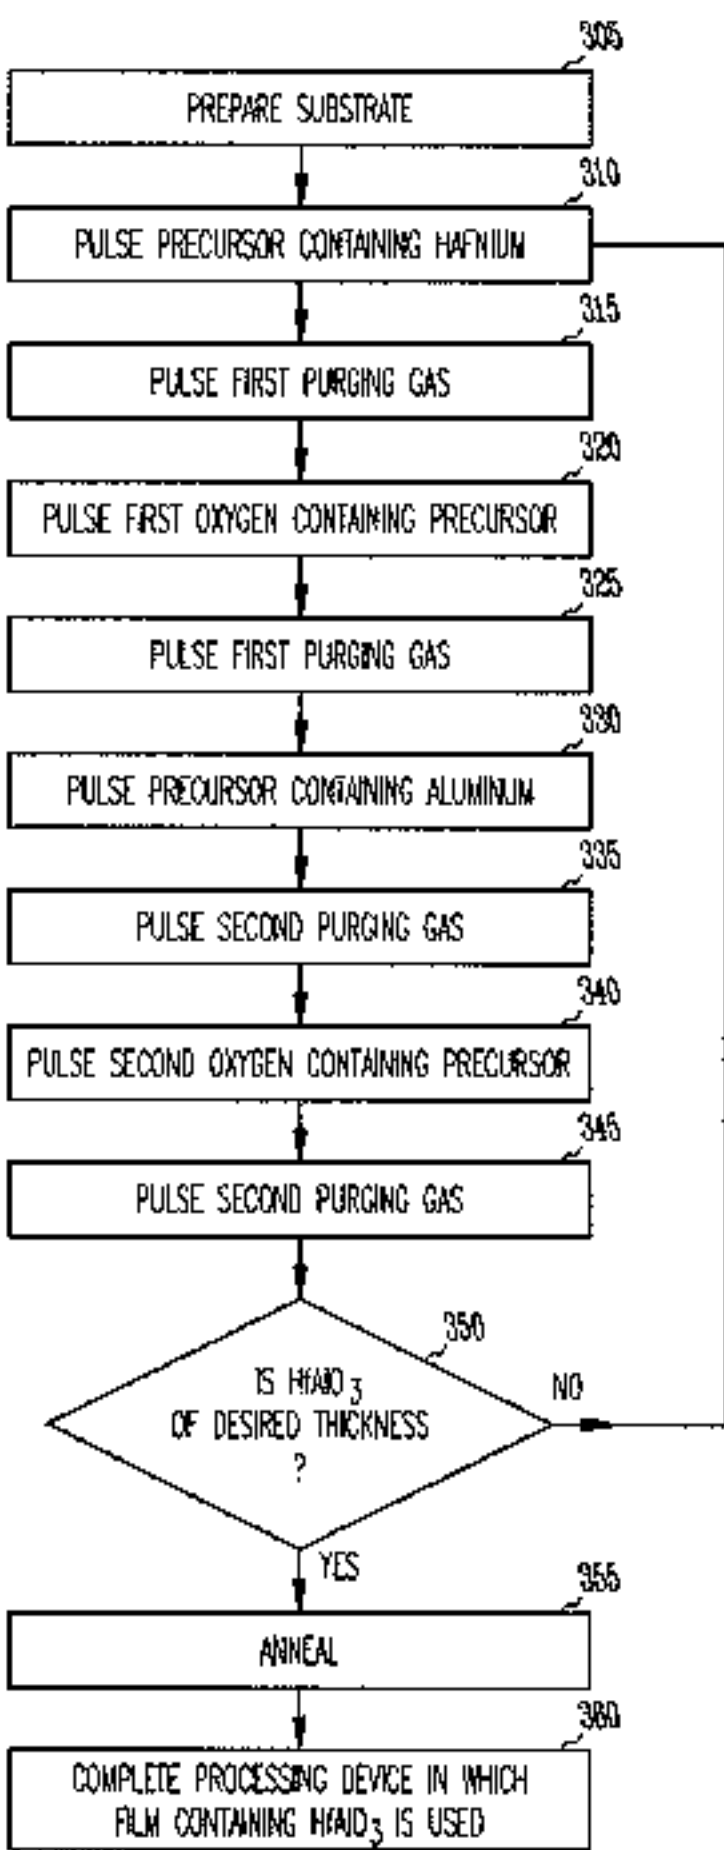 305
PREPARE SUBSTRATE
310
PULSE PRECURSOR CONTAINING HAFNIUM
315
PULSE FIRST PURGING GAS
320
PULSE FIRST OXYGEN CONTAINING PRECURSOR
325
PULSE FIRST PURGING GAS
330
PULSE PRECURSOR CONTAINING ALUMINUM
335
PULSE SECOND PURGING GAS
340
PULSE SECOND OXYGEN CONTAINING PRECURSOR
345
PULSE SECOND PURGING GAS
350
IS HfAlO3
OF DESIRED THICKNESS
?
NO
YES
355
ANNEAL
360
COMPLETE PROCESSING DEVICE IN WHICH
FILM CONTAINING HfAlO3 IS USED